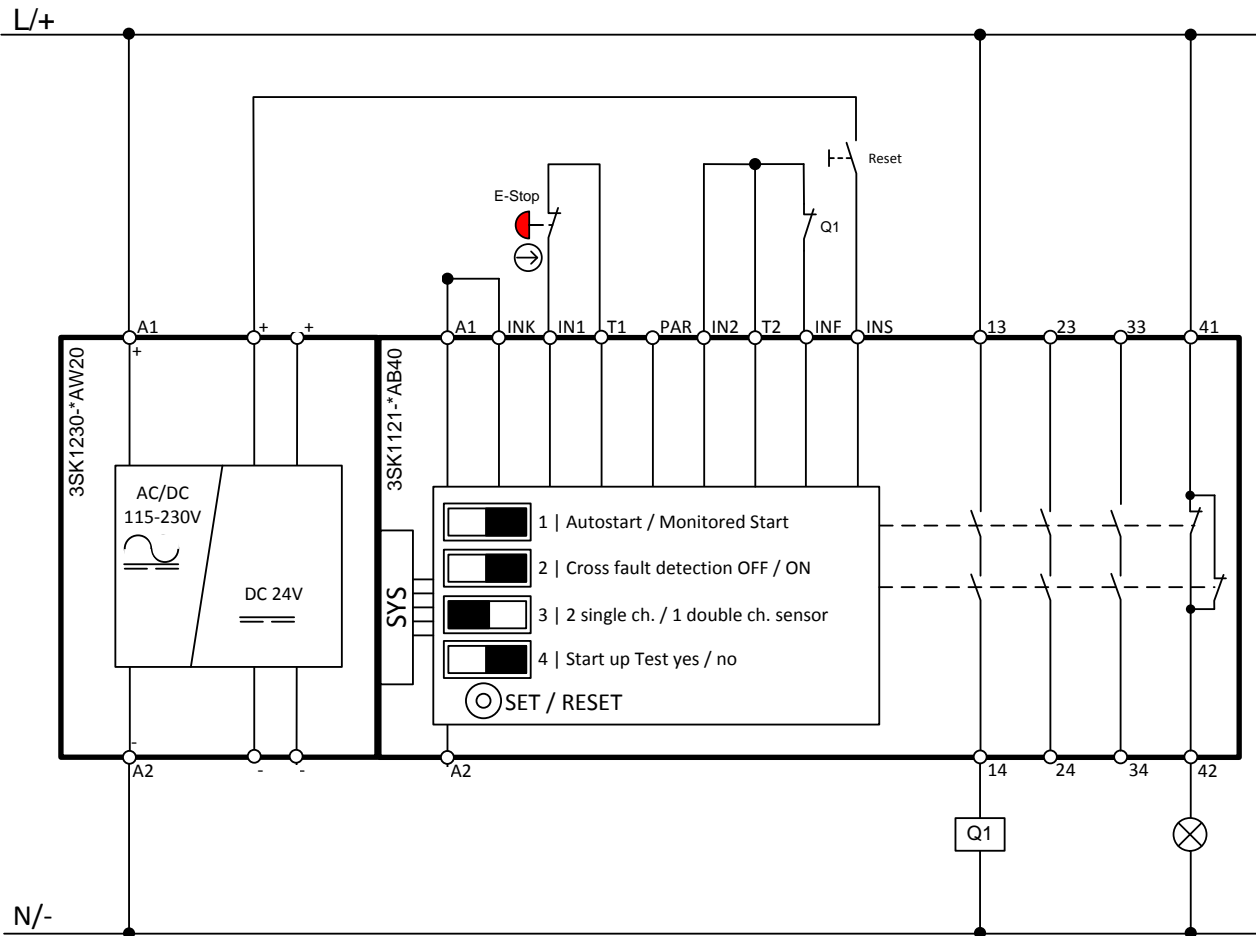 L/+
Reset
E-Stop
Q1
A1
+
+
A1
INK
IN1
T1
PAR
IN2
T2
INF
INS
13
23
33
41
+
3SK1230-*AW20
3SK1121-*AB40
AC/DC
115-230V
DC 24V
SYS
1 | Autostart / Monitored Start
2 | Cross fault detection OFF / ON
3 | 2 single ch. / 1 double ch. sensor
4 | Start up Test yes / no
SET / RESET
-
A2
-
-
A2
14
24
34
42
Q1
N/-